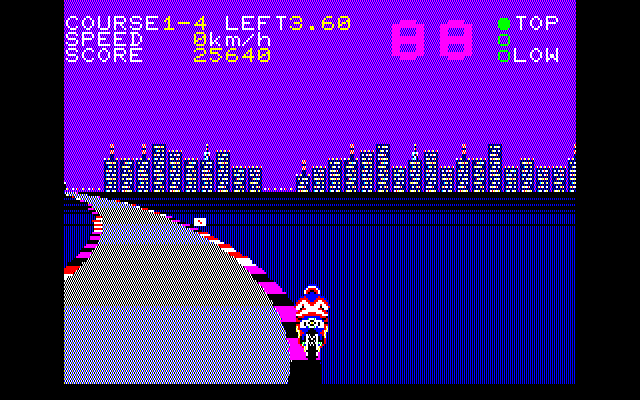 COURSE1-4 LEFT3.60
SPEED 0km/h
SCORE 25640
88
TOP
LOW